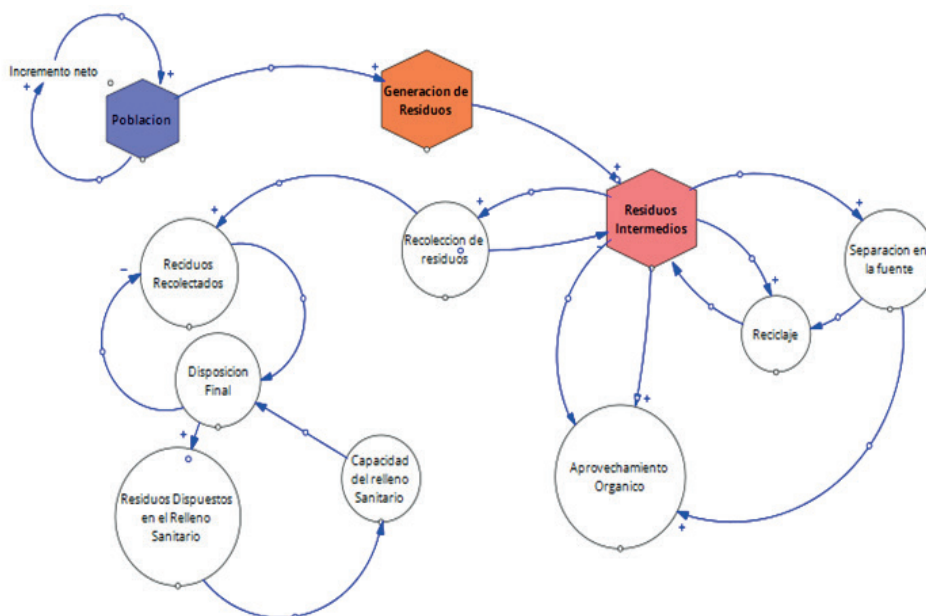 Incremento neto
Poblacion
Generacion de
Residuos
Residuos
Intermedios
Recoleccion de
residuos
Separacion en
la fuente
Reciduos
Recolectados
Reciclaje
Disposicion
Final
Capacidad
del relleno
Sanitario
Aprovechamiento
Organico
Residuos Dispuestos
en el Relleno
Sanitario